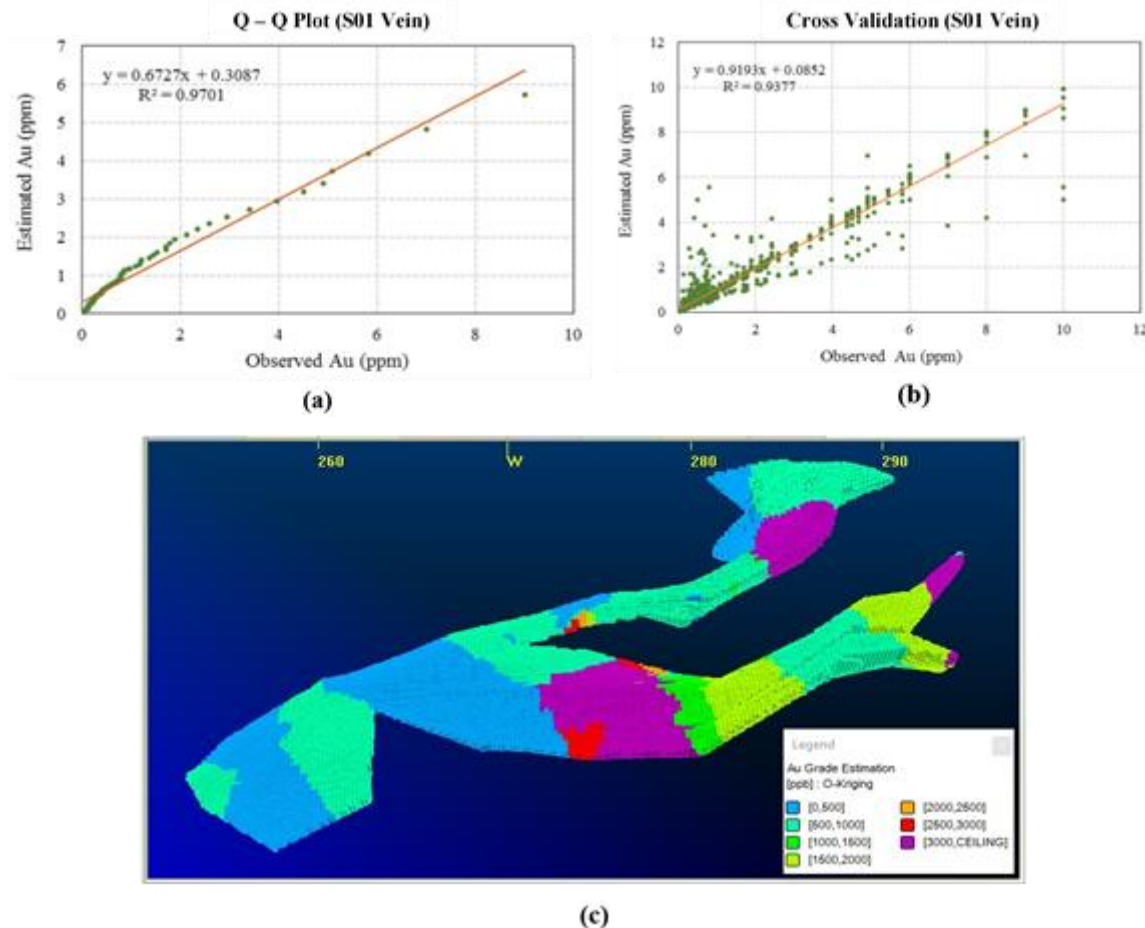 Q – Q Plot (S01 Vein)
7
6
5
4
3
2
1
0
y = 0.6727x + 0.3087
R² = 0.9701
Estimated Au (ppm)
0 2 4 6 8 10
Observed Au (ppm)
(a)
Cross Validation (S01 Vein)
12
10
8
6
4
2
0
y = 0.9193x + 0.0852
R² = 0.9377
Estimated Au (ppm)
0 2 4 6 8 10 12
Observed Au (ppm)
(b)
260 W 280 290
Legend
Au Grade Estimation
[ppb] : O-Kriging
[0,500] [2000,2500]
[500,1000] [2500,3000]
[1000,1500] [3000,CEILING]
[1500,2000]
(c)